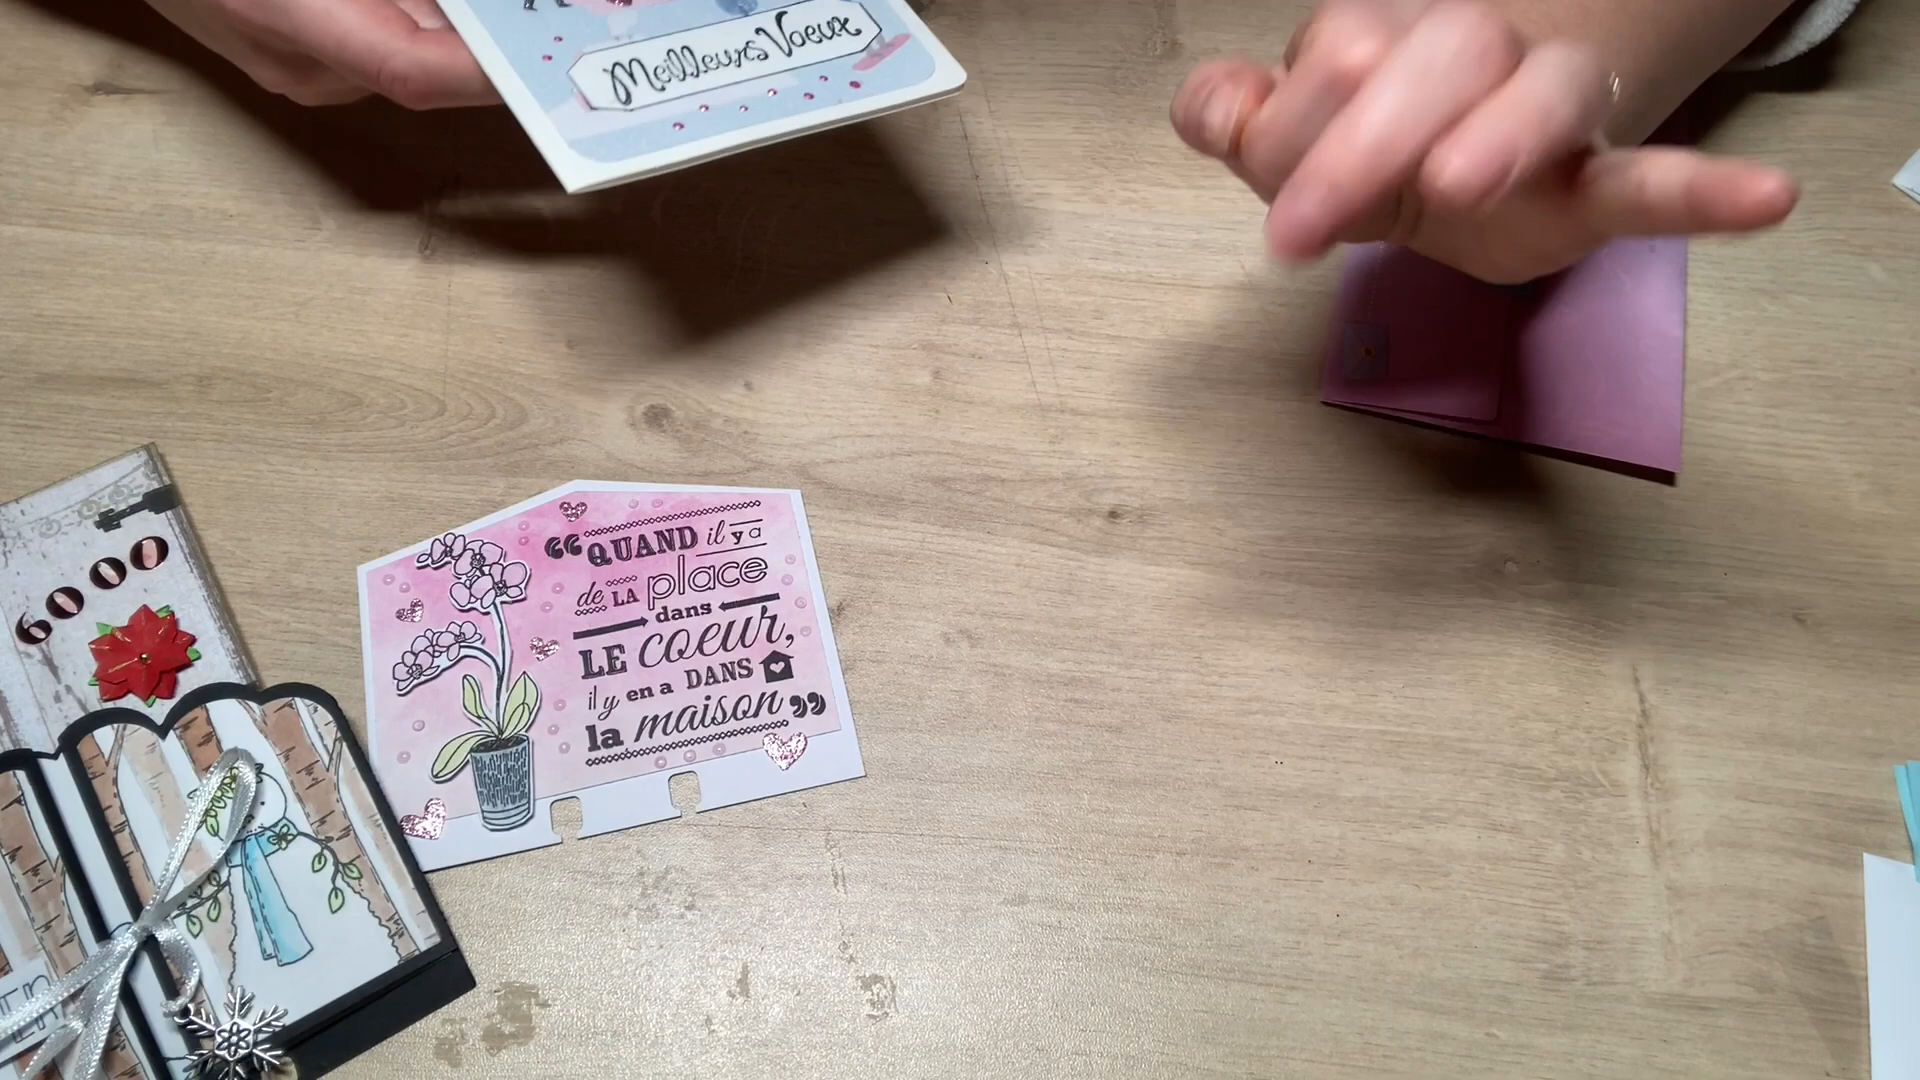 Meilleurs Voeux
6000
“QUAND il y a
de LA place
dans
LE coeur,
il y en a DANS
la maison”